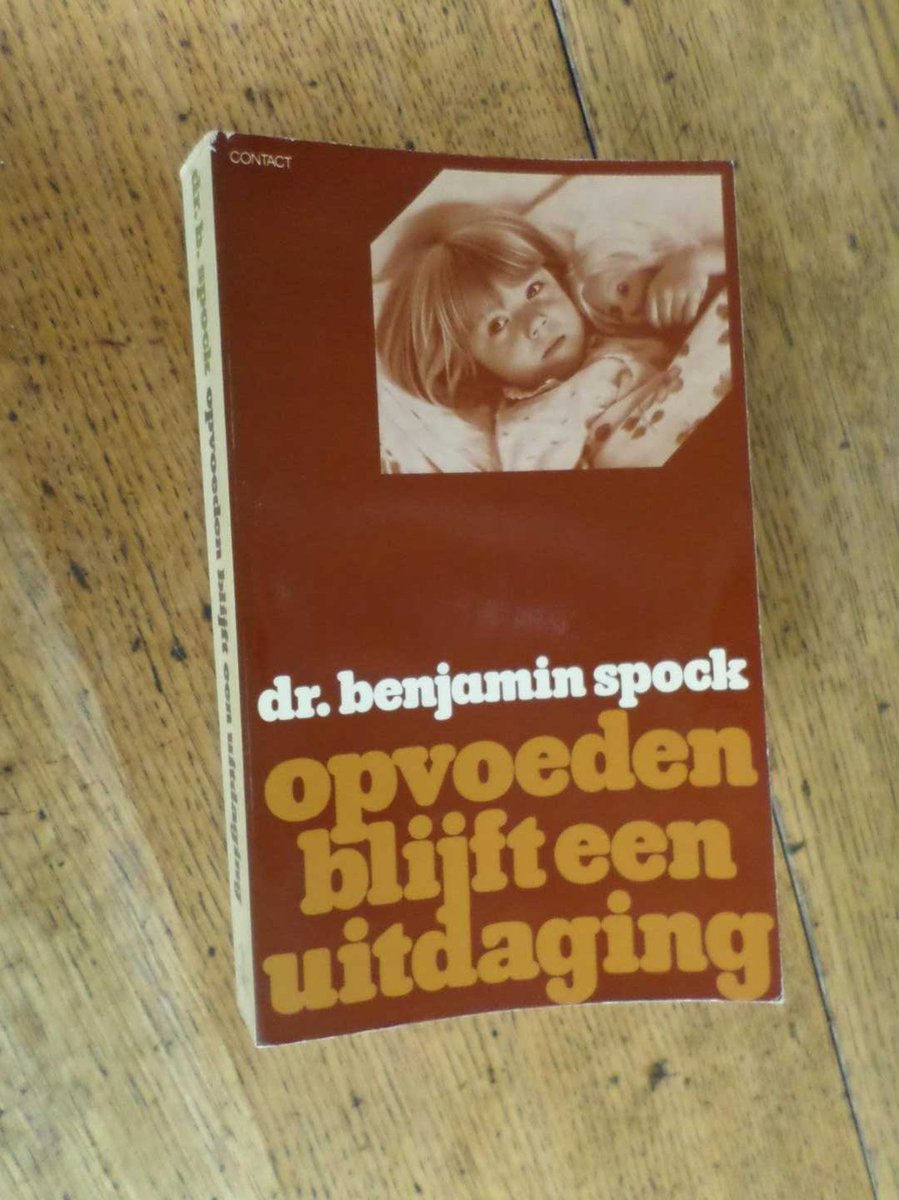 CONTACT
dr. benjamin spock
opvoeden
blijft een
uitdaging
dr. b. spock opvoeden blijft een uitdaging